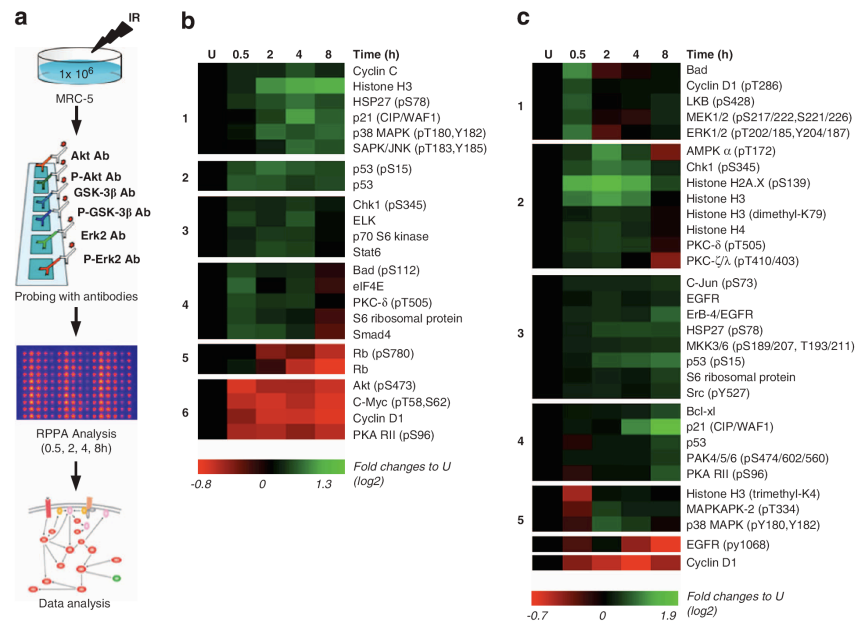 a
IR
1x 10⁶
MRC-5
Akt Ab
P-Akt Ab
GSK-3β Ab
P-GSK-3β Ab
Erk2 Ab
P-Erk2 Ab
Probing with antibodies
RPPA Analysis
(0.5, 2, 4, 8h)
Data analysis
b
U 0.5 2 4 8 Time (h)
1
Cyclin C
Histone H3
HSP27 (pS78)
p21 (CIP/WAF1)
p38 MAPK (pT180,Y182)
SAPK/JNK (pT183,Y185)
2
p53 (pS15)
p53
3
Chk1 (pS345)
ELK
p70 S6 kinase
Stat6
4
Bad (pS112)
eIF4E
PKC-δ (pT505)
S6 ribosomal protein
Smad4
5
Rb (pS780)
Rb
6
Akt (pS473)
C-Myc (pT58,S62)
Cyclin D1
PKA RII (pS96)
Fold changes to U
(log2)
-0.8 0 1.3
c
U 0.5 2 4 8 Time (h)
1
Bad
Cyclin D1 (pT286)
LKB (pS428)
MEK1/2 (pS217/222,S221/226)
ERK1/2 (pT202/185,Y204/187)
2
AMPK α (pT172)
Chk1 (pS345)
Histone H2A.X (pS139)
Histone H3
Histone H3 (dimethyl-K79)
Histone H4
PKC-δ (pT505)
PKC-ζ/λ (pT410/403)
3
C-Jun (pS73)
EGFR
ErB-4/EGFR
HSP27 (pS78)
MKK3/6 (pS189/207, T193/211)
p53 (pS15)
S6 ribosomal protein
Src (pY527)
4
Bcl-xl
p21 (CIP/WAF1)
p53
PAK4/5/6 (pS474/602/560)
PKA RII (pS96)
5
Histone H3 (trimethyl-K4)
MAPKAPK-2 (pT334)
p38 MAPK (pY180,Y182)
EGFR (py1068)
Cyclin D1
Fold changes to U
(log2)
-0.7 0 1.9